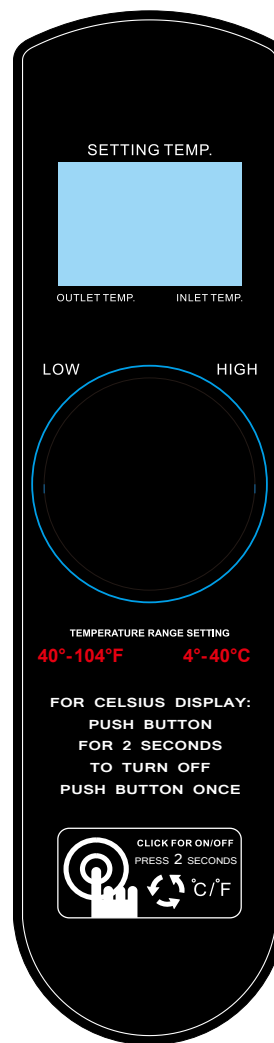 SETTING TEMP.
OUTLET TEMP. INLET TEMP.
LOW HIGH
TEMPERATURE RANGE SETTING
40°-104°F 4°-40°C
FOR CELSIUS DISPLAY:
PUSH BUTTON
FOR 2 SECONDS
TO TURN OFF
PUSH BUTTON ONCE
CLICK FOR ON/OFF
PRESS 2 SECONDS
°C/°F